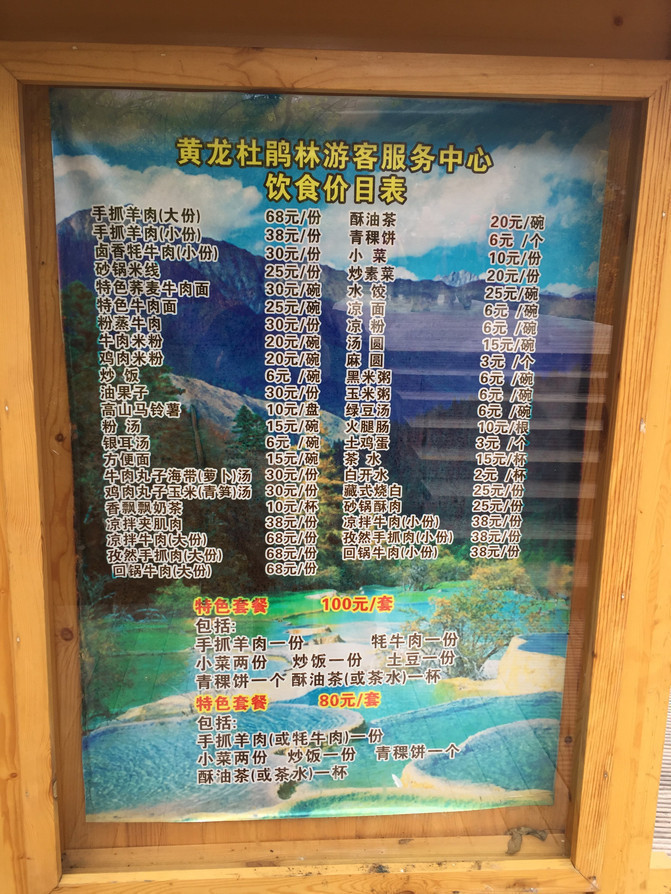 黄龙杜鹃林游客服务中心
饮食价目表
手抓羊肉(大份) 68元/份
手抓羊肉(小份) 38元/份
卤香牦牛肉(小份) 30元/份
砂锅米线 25元/份
特色荞麦牛肉面 30元/碗
特色牛肉面 25元/碗
粉蒸牛肉 30元/份
牛肉米粉 20元/碗
鸡肉米粉 20元/碗
炒 饭 6元 /碗
油果子 30元/份
高山马铃薯 10元/盘
粉 汤 15元/碗
银耳汤 6元 /碗
方便面 15元/碗
牛肉丸子海带(萝卜)汤 30元/份
鸡肉丸子玉米(青笋)汤 30元/份
香飘飘奶茶 10元/杯
凉拌夹肌肉 38元/份
凉拌牛肉(大份) 68元/份
孜然手抓肉(大份) 68元/份
回锅牛肉(大份) 68元/份
酥油茶 20元/碗
青稞饼 6元 /个
小 菜 10元/份
炒素菜 20元/份
水 饺 25元/碗
凉 面 6元 /碗
凉 粉 6元 /碗
汤 圆 15元/碗
麻 圆 3元 /个
黑米粥 6元 /碗
玉米粥 6元 /碗
绿豆汤 6元 /碗
火腿肠 10元/根
土鸡蛋 3元 /个
茶 水 15元/杯
白开水 2元 /杯
藏式烧白 25元/份
砂锅酥肉 25元/份
凉拌牛肉(小份) 38元/份
孜然手抓肉(小份) 38元/份
回锅牛肉(小份) 38元/份
特色套餐 100元/套
包括:
手抓羊肉一份 牦牛肉一份
小菜两份 炒饭一份 土豆一份
青稞饼一个 酥油茶(或茶水)一杯
特色套餐 80元/套
包括:
手抓羊肉(或牦牛肉)一份
小菜两份 炒饭一份 青稞饼一个
酥油茶(或茶水)一杯